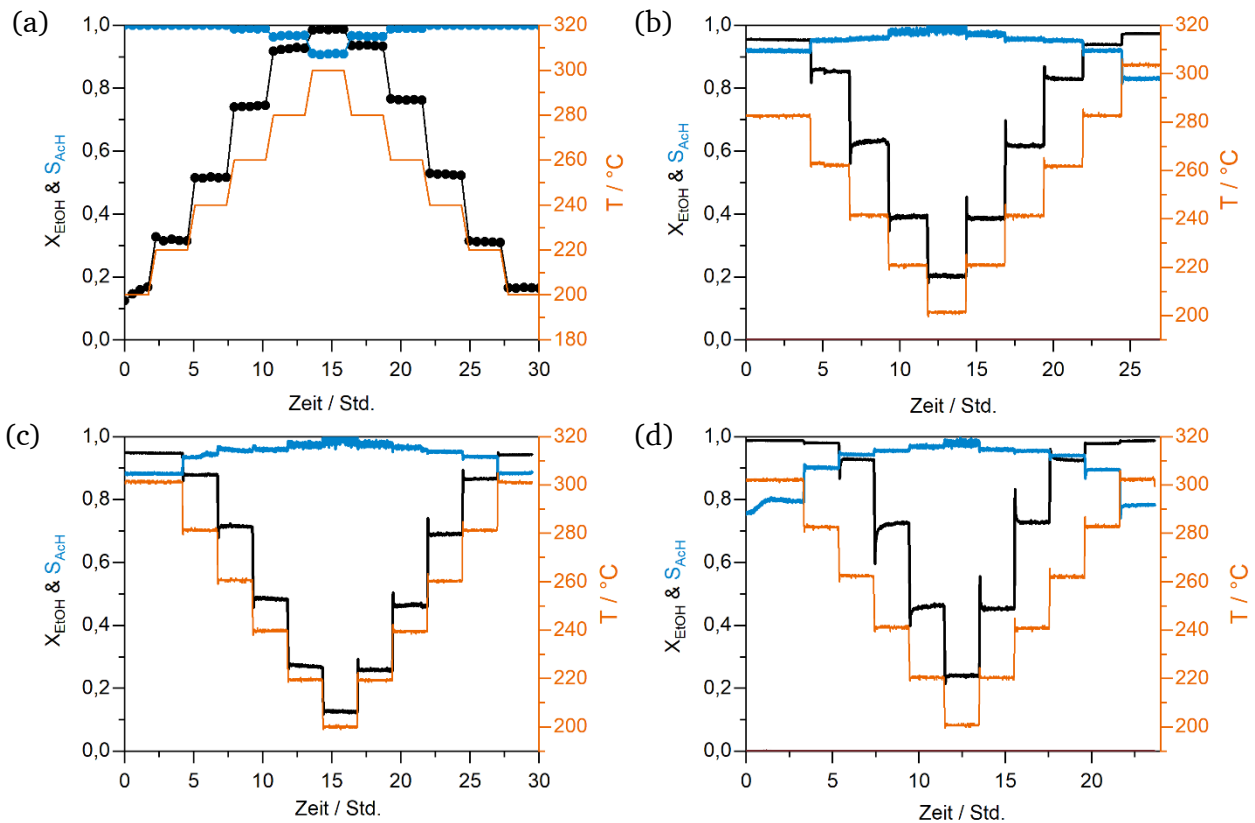 (a)
1,0
0,8
0,6
0,4
0,2
0,0
X_EtOH & S_AcH
320
300
280
260
240
220
200
180
T / °C
0 5 10 15 20 25 30
Zeit / Std.
(b)
1,0
0,8
0,6
0,4
0,2
0,0
X_EtOH & S_AcH
320
300
280
260
240
220
200
T / °C
0 5 10 15 20 25
Zeit / Std.
(c)
1,0
0,8
0,6
0,4
0,2
0,0
X_EtOH & S_AcH
320
300
280
260
240
220
200
T / °C
0 5 10 15 20 25 30
Zeit / Std.
(d)
1,0
0,8
0,6
0,4
0,2
0,0
X_EtOH & S_AcH
320
300
280
260
240
220
200
T / °C
0 5 10 15 20
Zeit / Std.